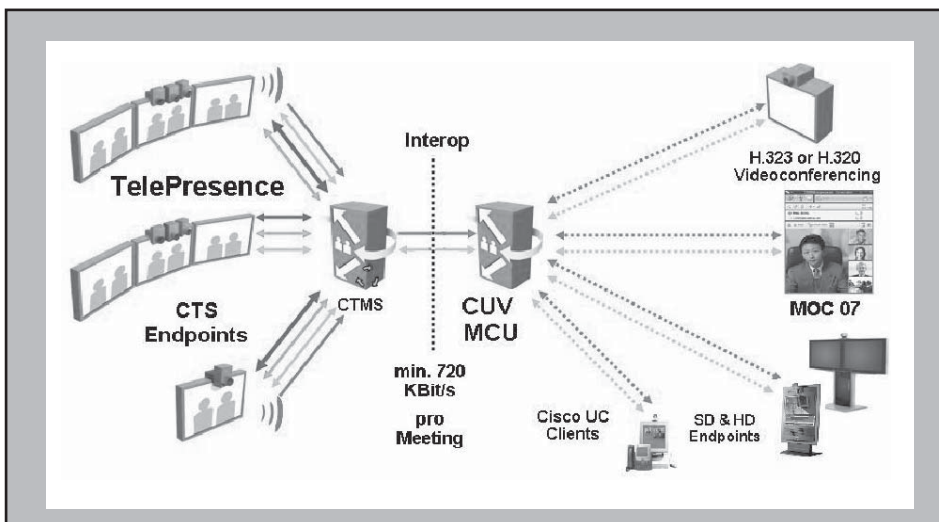 TelePresence
CTS
Endpoints
CTMS
Interop
min. 720
KBit/s
pro
Meeting
CUV
MCU
H.323 or H.320
Videoconferencing
MOC 07
Cisco UC
Clients
SD & HD
Endpoints